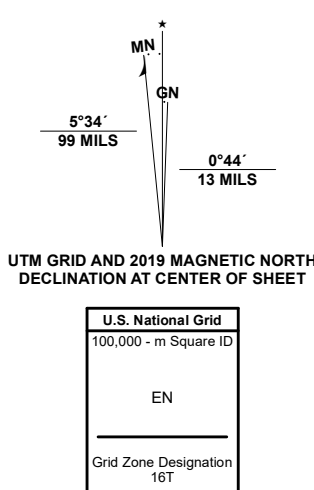 MN
GN
5°34´
99 MILS
0°44´
13 MILS
UTM GRID AND 2019 MAGNETIC NORTH
DECLINATION AT CENTER OF SHEET
U.S. National Grid
100,000 - m Square ID
EN
Grid Zone Designation
16T